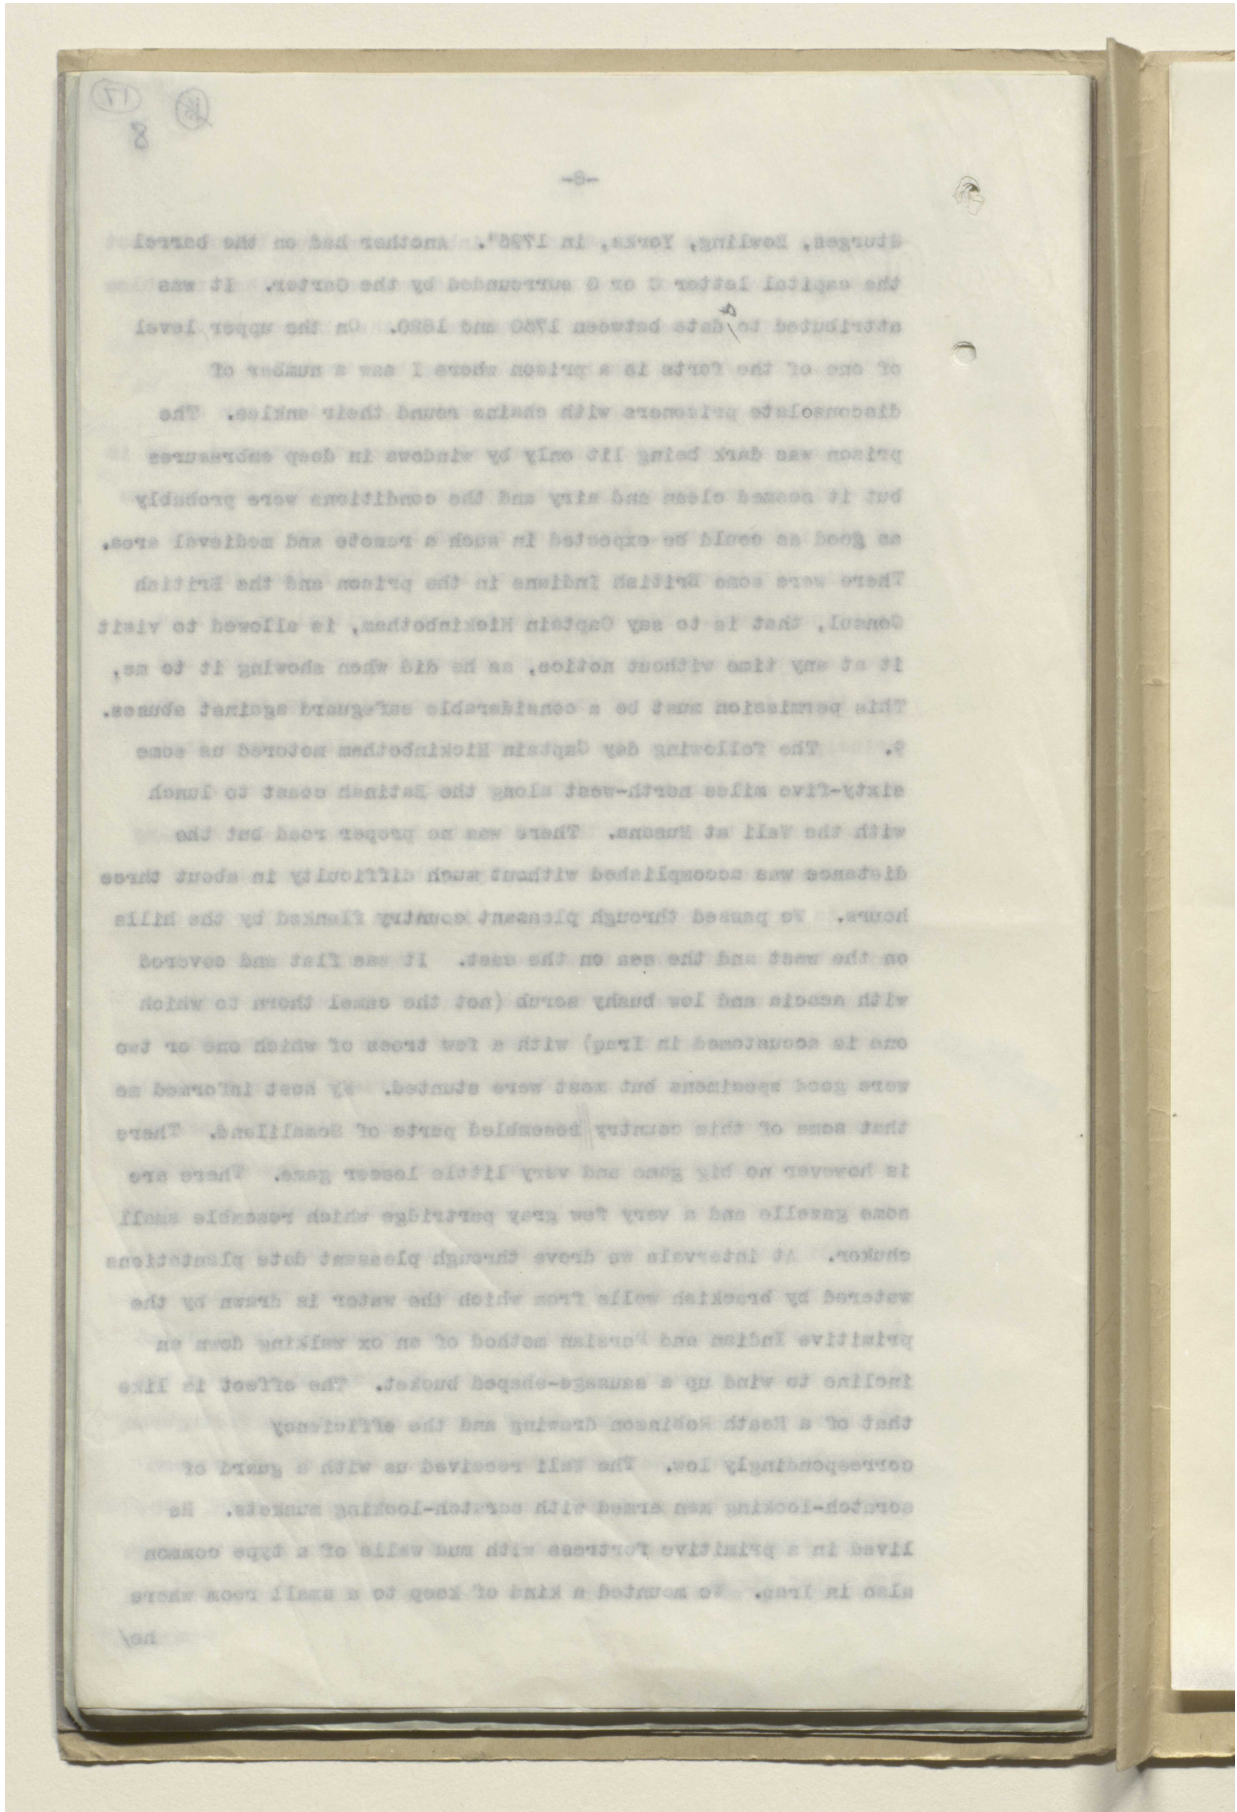 17
8
-8-
Sturges, Bowling, Yorks, in 1726". Another had on the barrel
the capital letter C or G surrounded by the Garter. It was
attributed to a date between 1760 and 1820. On the upper level
of one of the forts is a prison where I saw a number of
disconsolate prisoners with chains round their ankles. The
prison was dark being lit only by windows in deep embrasures
but it seemed clean and airy and the conditions were probably
as good as could be expected in such a remote and medieval area.
There were some British Indians in the prison and the British
Consul, that is to say Captain Hickinbotham, is allowed to visit
it at any time without notice, as he did when showing it to me,
This permission must be a considerable safeguard against abuses.
9. The following day Captain Hickinbotham motored us some
sixty-five miles north-west along the Batinah coast to lunch
with the Wali at Musana. There was no proper road but the
distance was accomplished without much difficulty in about three
hours. We passed through pleasant country flanked by the hills
on the west and the sea on the east. It was flat and covered
with acacia and low bushy scrub (not the camel thorn to which
one is accustomed in Iraq) with a few trees of which one or two
were good specimens but most were stunted. My host informed me
that some of this country resembled parts of Somaliland. There
is however no big game and very little lesser game. There are
some gazelle and a very few gray partridge which resemble small
chukor. At intervals we drove through pleasant date plantations
watered by brackish wells from which the water is drawn by the
primitive Indian and Persian method of an ox walking down an
incline to wind up a sausage-shaped bucket. The effect is like
that of a Heath Robinson drawing and the efficiency
correspondingly low. The Wali received us with a guard of
scratch-looking men armed with scratch-looking muskets. He
lived in a primitive fortress with mud walls of a type common
also in Iraq. We mounted a kind of keep to a small room where
he/